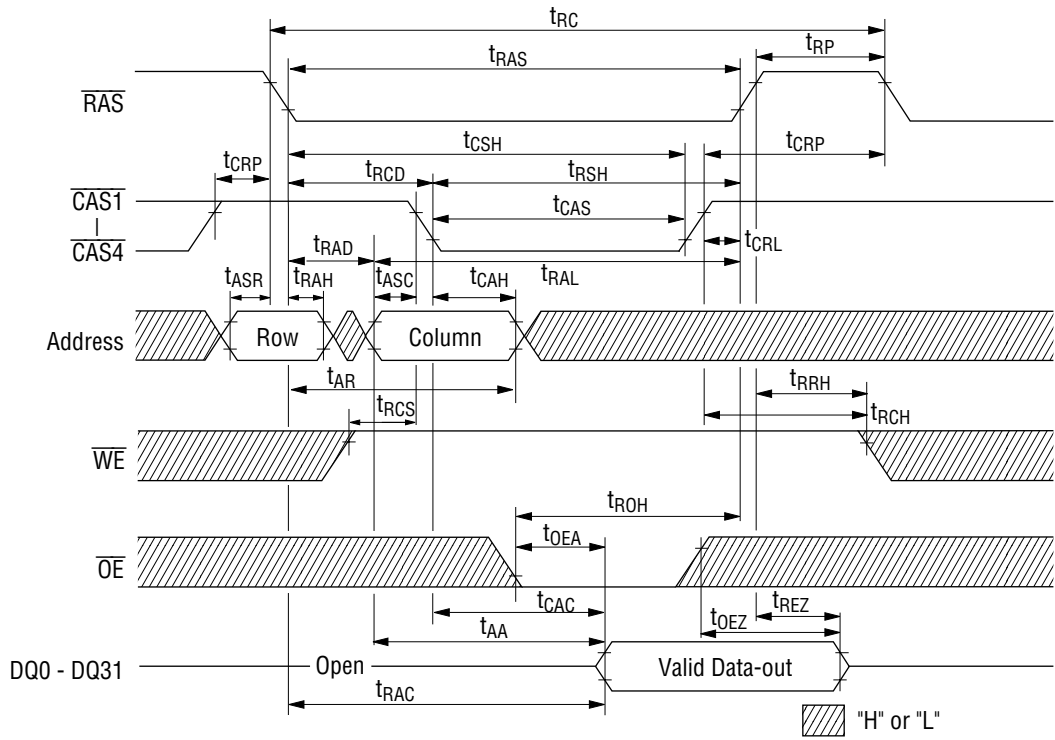 tRC
tRP
tRAS
RAS
tCSH
tCRP
tCRP
tRCD
tRSH
CAS1
|
CAS4
tCAS
tCRL
tRAD
tRAL
tASR
tRAH
tASC
tCAH
Address
Row
Column
tAR
tRRH
tRCS
tRCH
WE
tROH
tOEA
OE
tCAC
tREZ
tAA
tOEZ
DQ0 - DQ31
Open
Valid Data-out
tRAC
"H" or "L"